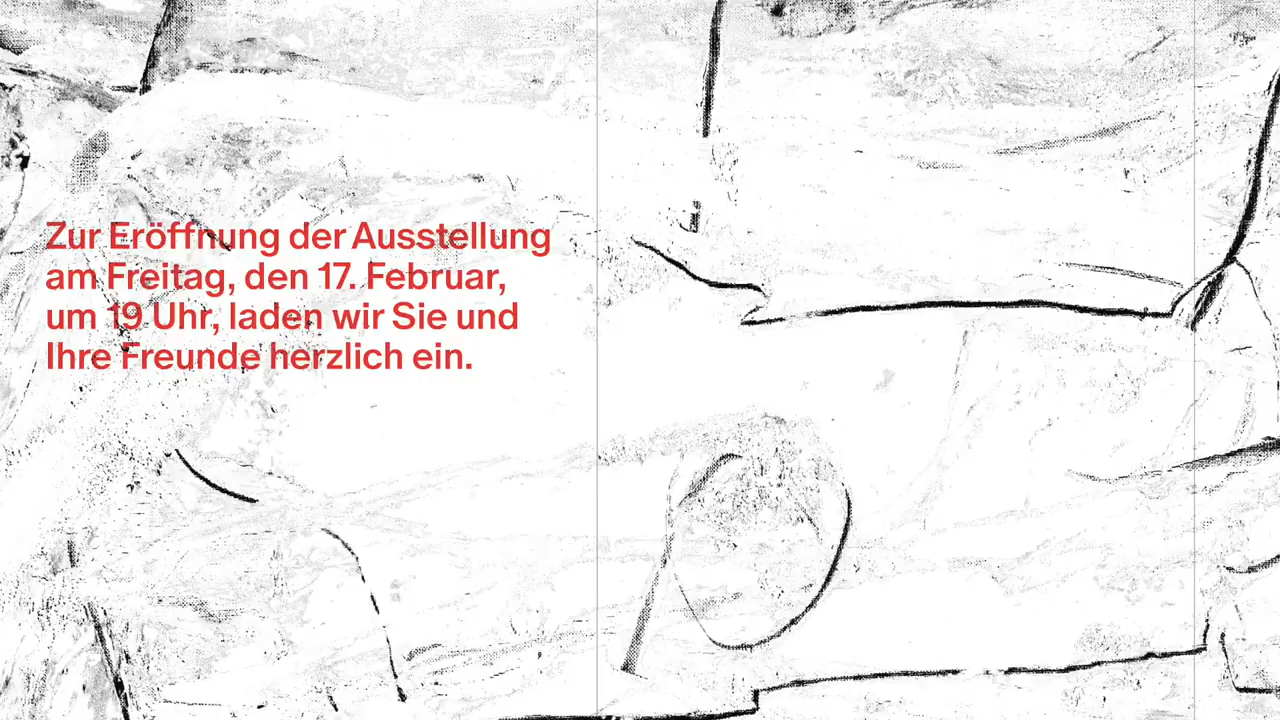 Zur Eröffnung der Ausstellung
am Freitag, den 17. Februar,
um 19 Uhr, laden wir Sie und
Ihre Freunde herzlich ein.